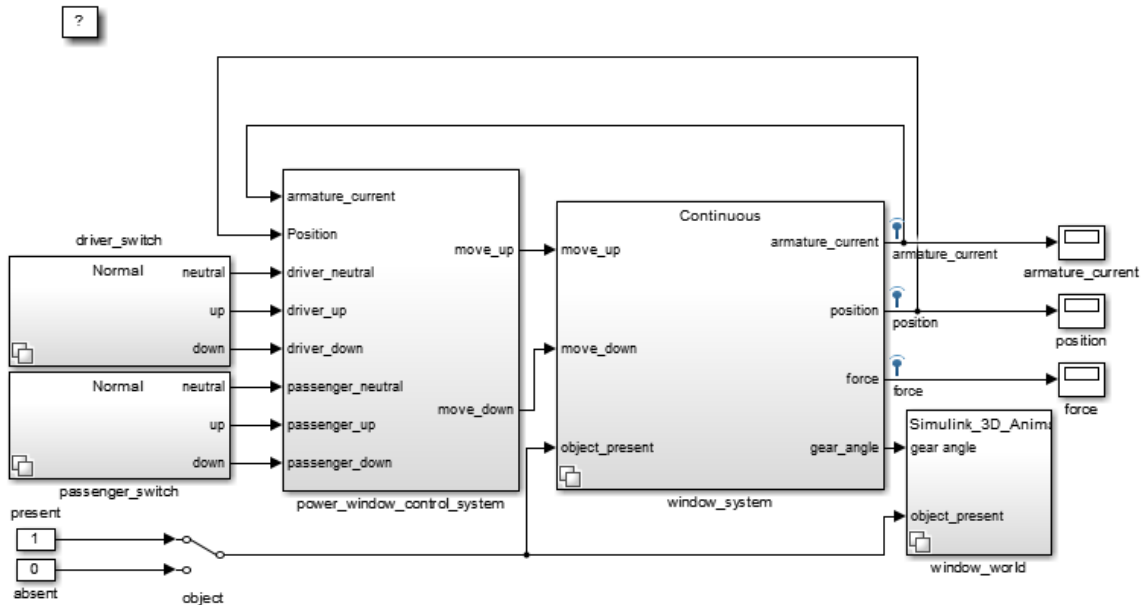 ?
driver_switch
Normal
neutral
up
down
Normal
neutral
up
down
passenger_switch
present
1
0
absent
object
armature_current
Position
driver_neutral
driver_up
driver_down
passenger_neutral
passenger_up
passenger_down
move_up
move_down
power_window_control_system
Continuous
move_up
move_down
object_present
armature_current
position
force
gear_angle
window_system
armature_current
position
force
armature_current
position
force
Simulink_3D_Anima
gear angle
object_present
window_world